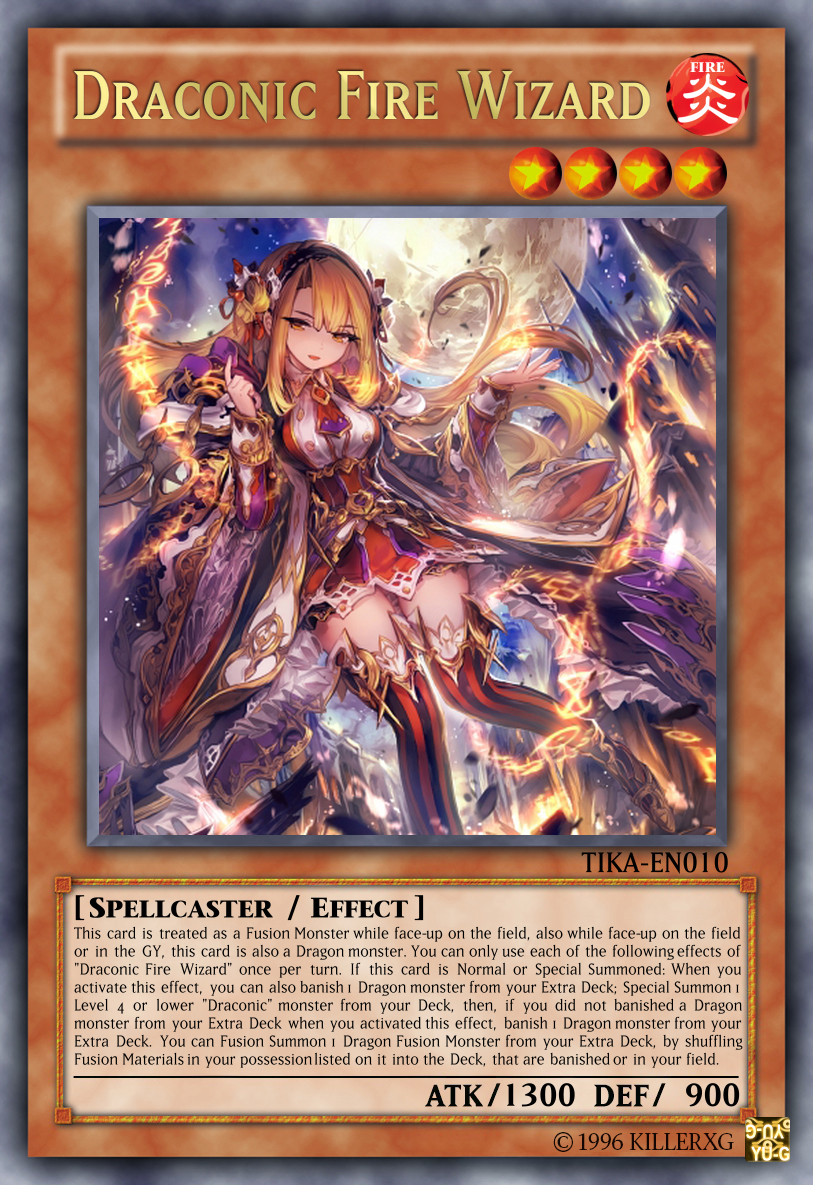 DRACONIC FIRE WIZARD
FIRE
炎
TIKA-EN010
[ SPELLCASTER / EFFECT ]
This card is treated as a Fusion Monster while face-up on the field, also while face-up on the field
or in the GY, this card is also a Dragon monster. You can only use each of the following effects of
"Draconic Fire Wizard" once per turn. If this card is Normal or Special Summoned: When you
activate this effect, you can also banish 1 Dragon monster from your Extra Deck; Special Summon 1
Level 4 or lower "Draconic" monster from your Deck, then, if you did not banished a Dragon
monster from your Extra Deck when you activated this effect, banish 1 Dragon monster from your
Extra Deck. You can Fusion Summon 1 Dragon Fusion Monster from your Extra Deck, by shuffling
Fusion Materials in your possession listed on it into the Deck, that are banished or in your field.
ATK/1300 DEF/ 900
© 1996 KILLERXG